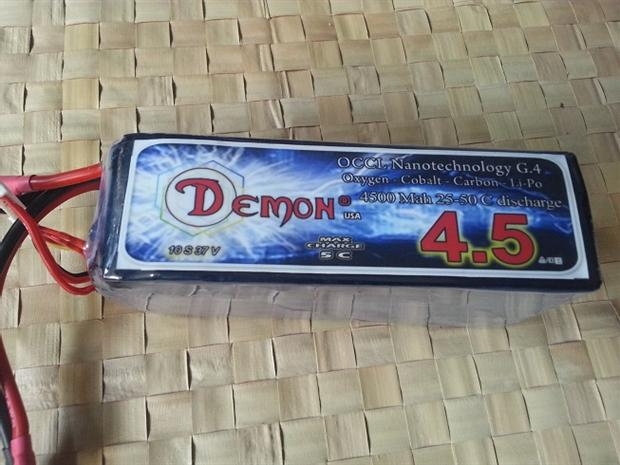 OCCL Nanotechnology G.4
Oxygen - Cobalt - Carbon - Li-Po
4500 Mah 25-50 C discharge
DEMON®
USA
4.5
MAX
CHARGE
5 C
10 S 37 V